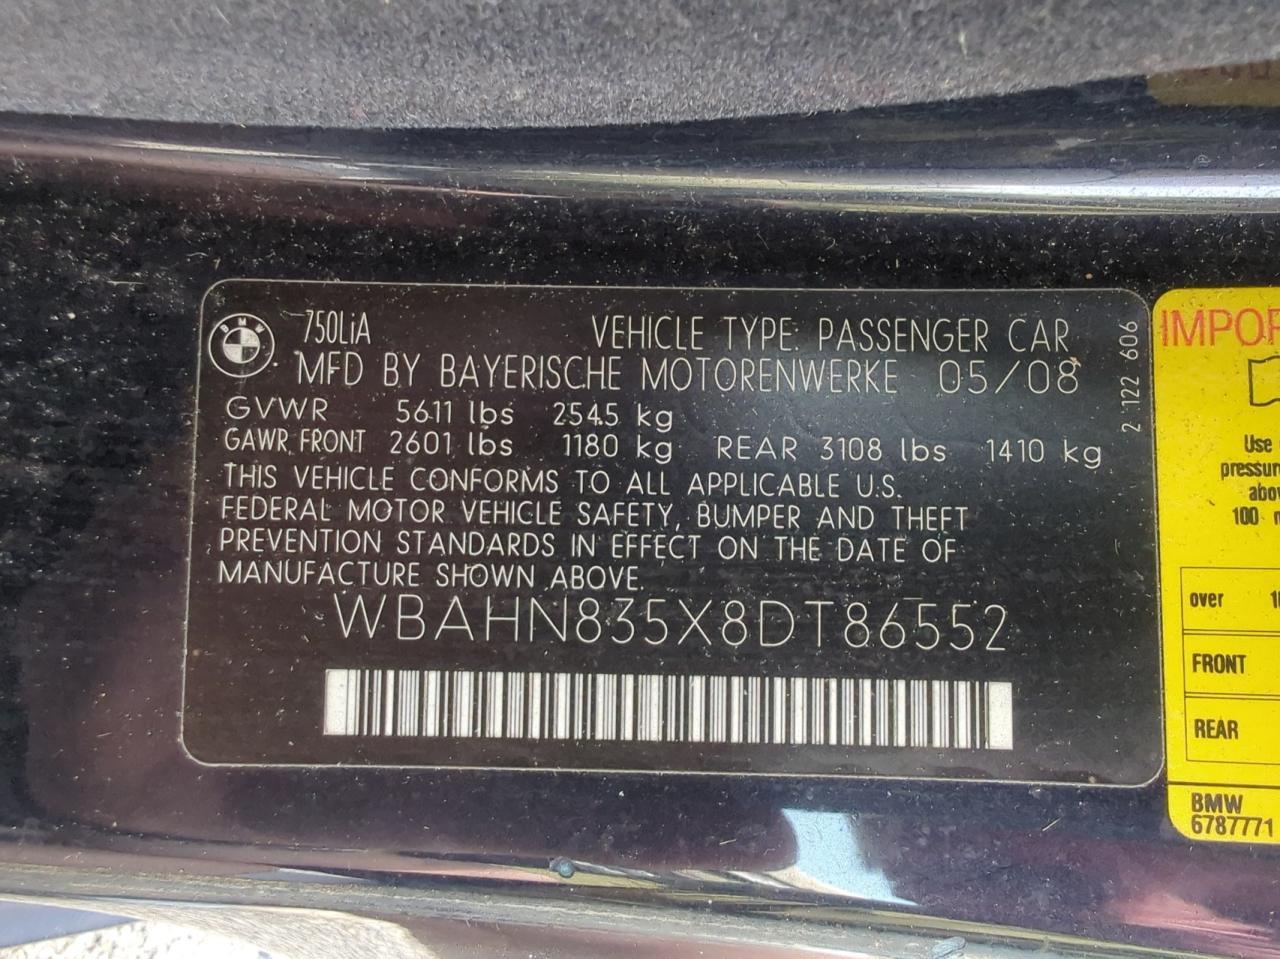 BMW
750LiA
VEHICLE TYPE: PASSENGER CAR
MFD BY BAYERISCHE MOTORENWERKE 05/08
GVWR 5611 lbs 2545 kg
GAWR FRONT 2601 lbs 1180 kg REAR 3108 lbs 1410 kg
THIS VEHICLE CONFORMS TO ALL APPLICABLE U.S.
FEDERAL MOTOR VEHICLE SAFETY, BUMPER AND THEFT
PREVENTION STANDARDS IN EFFECT ON THE DATE OF
MANUFACTURE SHOWN ABOVE.
WBAHN835X8DT86552
2 122 606
IMPOR
Use
pressur
abov
100
over
FRONT
REAR
BMW
6787771